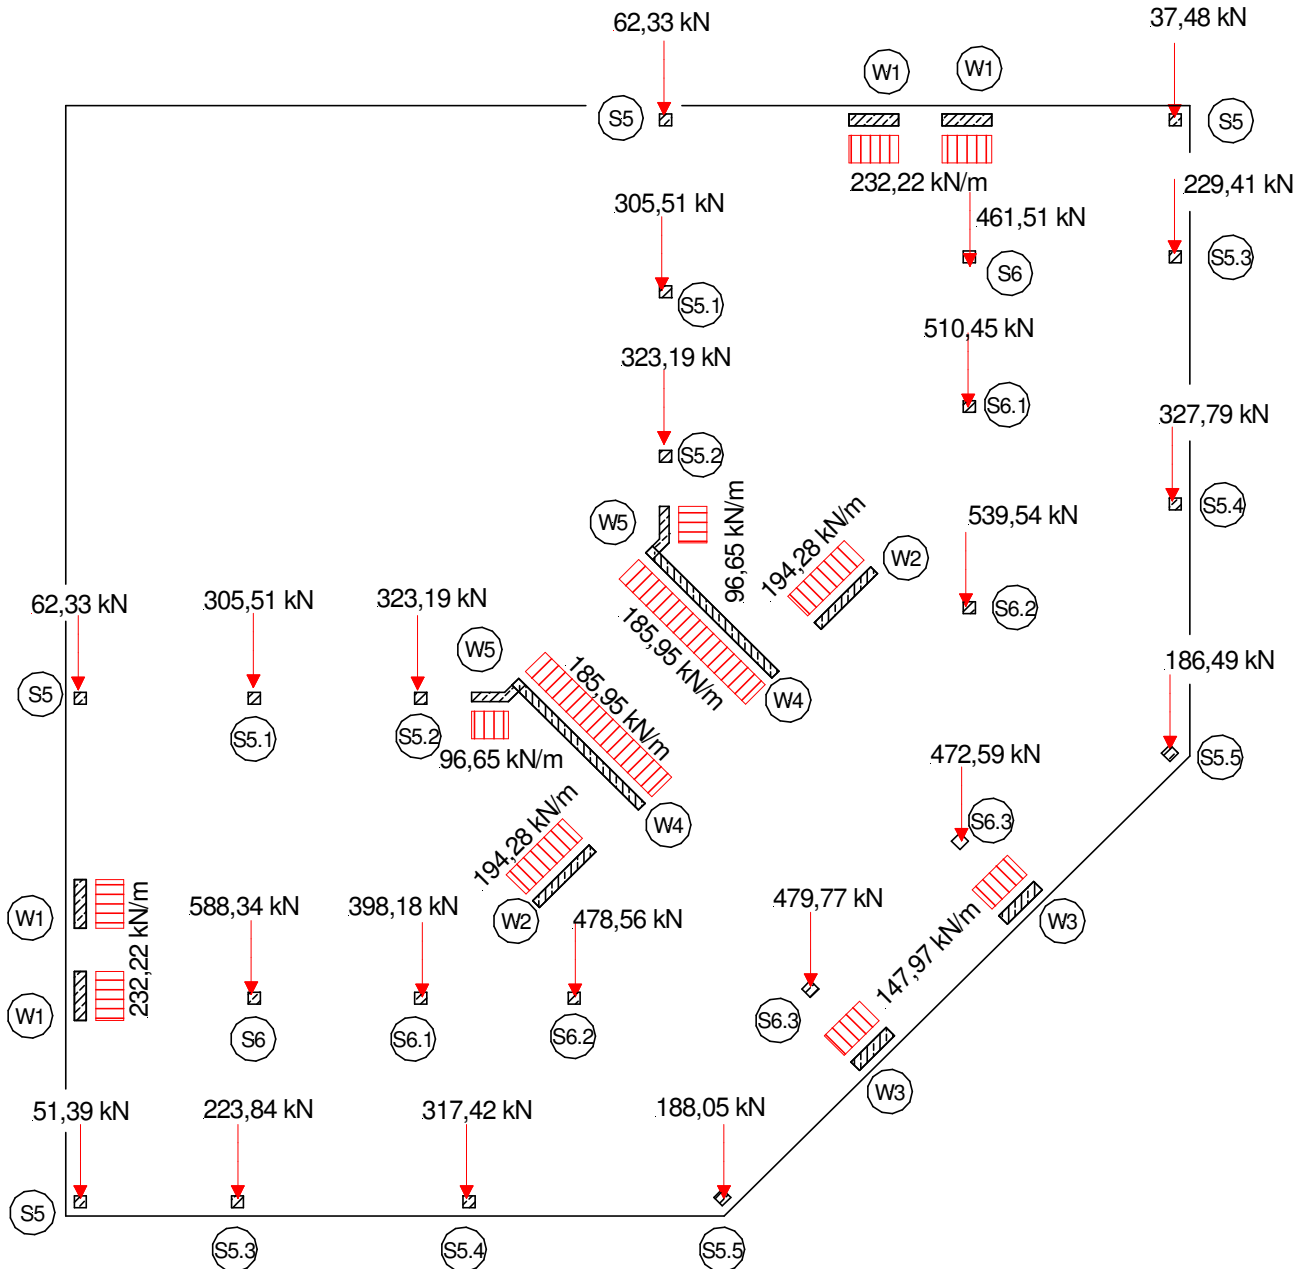 62,33 kN
37,48 kN
W1
W1
S5
S5
232,22 kN/m
229,41 kN
305,51 kN
461,51 kN
S5.3
S6
S5.1
510,45 kN
323,19 kN
S6.1
327,79 kN
S5.2
S5.4
W5
96,65 kN/m
194,28 kN/m
539,54 kN
W2
62,33 kN
305,51 kN
323,19 kN
S6.2
185,95 kN/m
W5
185,95 kN/m
186,49 kN
S5
W4
S5.1
S5.2
96,65 kN/m
472,59 kN
S5.5
W4
S6.3
194,28 kN/m
W1
232,22 kN/m
588,34 kN
398,18 kN
W2
478,56 kN
479,77 kN
147,97 kN/m
W3
W1
S6
S6.1
S6.2
S6.3
W3
51,39 kN
223,84 kN
317,42 kN
188,05 kN
S5
S5.3
S5.4
S5.5